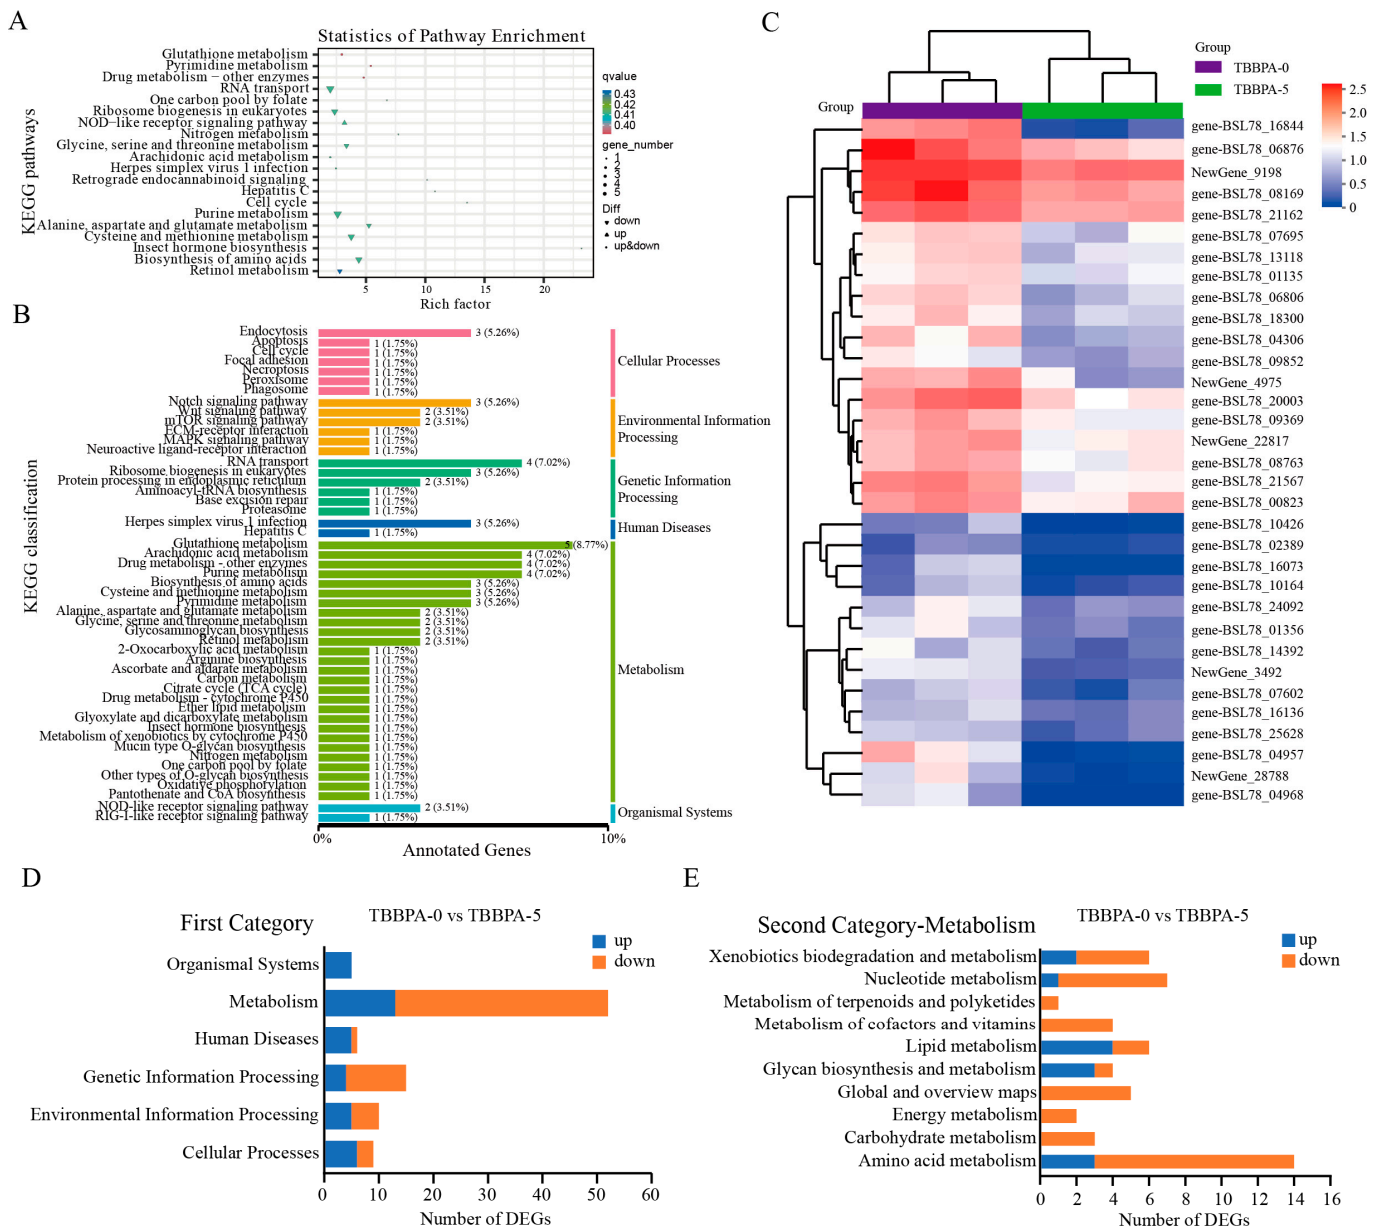 A
Statistics of Pathway Enrichment
KEGG pathways
Glutathione metabolism
Pyrimidine metabolism
Drug metabolism − other enzymes
RNA transport
One carbon pool by folate
Ribosome biogenesis in eukaryotes
NOD−like receptor signaling pathway
Nitrogen metabolism
Glycine, serine and threonine metabolism
Arachidonic acid metabolism
Herpes simplex virus 1 infection
Retrograde endocannabinoid signaling
Hepatitis C
Cell cycle
Purine metabolism
Alanine, aspartate and glutamate metabolism
Cysteine and methionine metabolism
Insect hormone biosynthesis
Biosynthesis of amino acids
Retinol metabolism
5 10 15 20
Rich factor
qvalue
0.43
0.42
0.41
0.40
gene_number
1
2
3
4
5
Diff
down
up
up&down
B
KEGG classification
Endocytosis 3 (5.26%)
Apoptosis 1 (1.75%)
Cell cycle 1 (1.75%)
Focal adhesion 1 (1.75%)
Necroptosis 1 (1.75%)
Peroxisome 1 (1.75%)
Phagosome 1 (1.75%)
Cellular Processes
Notch signaling pathway 3 (5.26%)
Wnt signaling pathway 2 (3.51%)
mTOR signaling pathway 2 (3.51%)
ECM-receptor interaction 1 (1.75%)
MAPK signaling pathway 1 (1.75%)
Neuroactive ligand-receptor interaction 1 (1.75%)
Environmental Information
Processing
RNA transport 4 (7.02%)
Ribosome biogenesis in eukaryotes 3 (5.26%)
Protein processing in endoplasmic reticulum 2 (3.51%)
Aminoacyl-tRNA biosynthesis 1 (1.75%)
Base excision repair 1 (1.75%)
Proteasome 1 (1.75%)
Genetic Information
Processing
Herpes simplex virus 1 infection 3 (5.26%)
Hepatitis C 1 (1.75%)
Human Diseases
Glutathione metabolism 5 (8.77%)
Arachidonic acid metabolism 4 (7.02%)
Drug metabolism - other enzymes 4 (7.02%)
Purine metabolism 4 (7.02%)
Biosynthesis of amino acids 3 (5.26%)
Cysteine and methionine metabolism 3 (5.26%)
Pyrimidine metabolism 3 (5.26%)
Alanine, aspartate and glutamate metabolism 2 (3.51%)
Glycine, serine and threonine metabolism 2 (3.51%)
Glycosaminoglycan biosynthesis 2 (3.51%)
Retinol metabolism 2 (3.51%)
2-Oxocarboxylic acid metabolism 1 (1.75%)
Arginine biosynthesis 1 (1.75%)
Ascorbate and aldarate metabolism 1 (1.75%)
Carbon metabolism 1 (1.75%)
Citrate cycle (TCA cycle) 1 (1.75%)
Drug metabolism - cytochrome P450 1 (1.75%)
Ether lipid metabolism 1 (1.75%)
Glyoxylate and dicarboxylate metabolism 1 (1.75%)
Insect hormone biosynthesis 1 (1.75%)
Metabolism of xenobiotics by cytochrome P450 1 (1.75%)
Mucin type O-glycan biosynthesis 1 (1.75%)
Nitrogen metabolism 1 (1.75%)
One carbon pool by folate 1 (1.75%)
Other types of O-glycan biosynthesis 1 (1.75%)
Oxidative phosphorylation 1 (1.75%)
Pantothenate and CoA biosynthesis 1 (1.75%)
Metabolism
NOD-like receptor signaling pathway 2 (3.51%)
RIG-I-like receptor signaling pathway 1 (1.75%)
Organismal Systems
0% 10%
Annotated Genes
C
Group
TBBPA-0
TBBPA-5
Group
2.5
2.0
1.5
1.0
0.5
0
gene-BSL78_16844
gene-BSL78_06876
NewGene_9198
gene-BSL78_08169
gene-BSL78_21162
gene-BSL78_07695
gene-BSL78_13118
gene-BSL78_01135
gene-BSL78_06806
gene-BSL78_18300
gene-BSL78_04306
gene-BSL78_09852
NewGene_4975
gene-BSL78_20003
gene-BSL78_09369
NewGene_22817
gene-BSL78_08763
gene-BSL78_21567
gene-BSL78_00823
gene-BSL78_10426
gene-BSL78_02389
gene-BSL78_16073
gene-BSL78_10164
gene-BSL78_24092
gene-BSL78_01356
gene-BSL78_14392
NewGene_3492
gene-BSL78_07602
gene-BSL78_16136
gene-BSL78_25628
gene-BSL78_04957
NewGene_28788
gene-BSL78_04968
D
First Category
TBBPA-0 vs TBBPA-5
up
down
Organismal Systems
Metabolism
Human Diseases
Genetic Information Processing
Environmental Information Processing
Cellular Processes
0 10 20 30 40 50 60
Number of DEGs
E
Second Category-Metabolism
TBBPA-0 vs TBBPA-5
up
down
Xenobiotics biodegradation and metabolism
Nucleotide metabolism
Metabolism of terpenoids and polyketides
Metabolism of cofactors and vitamins
Lipid metabolism
Glycan biosynthesis and metabolism
Global and overview maps
Energy metabolism
Carbohydrate metabolism
Amino acid metabolism
0 2 4 6 8 10 12 14 16
Number of DEGs